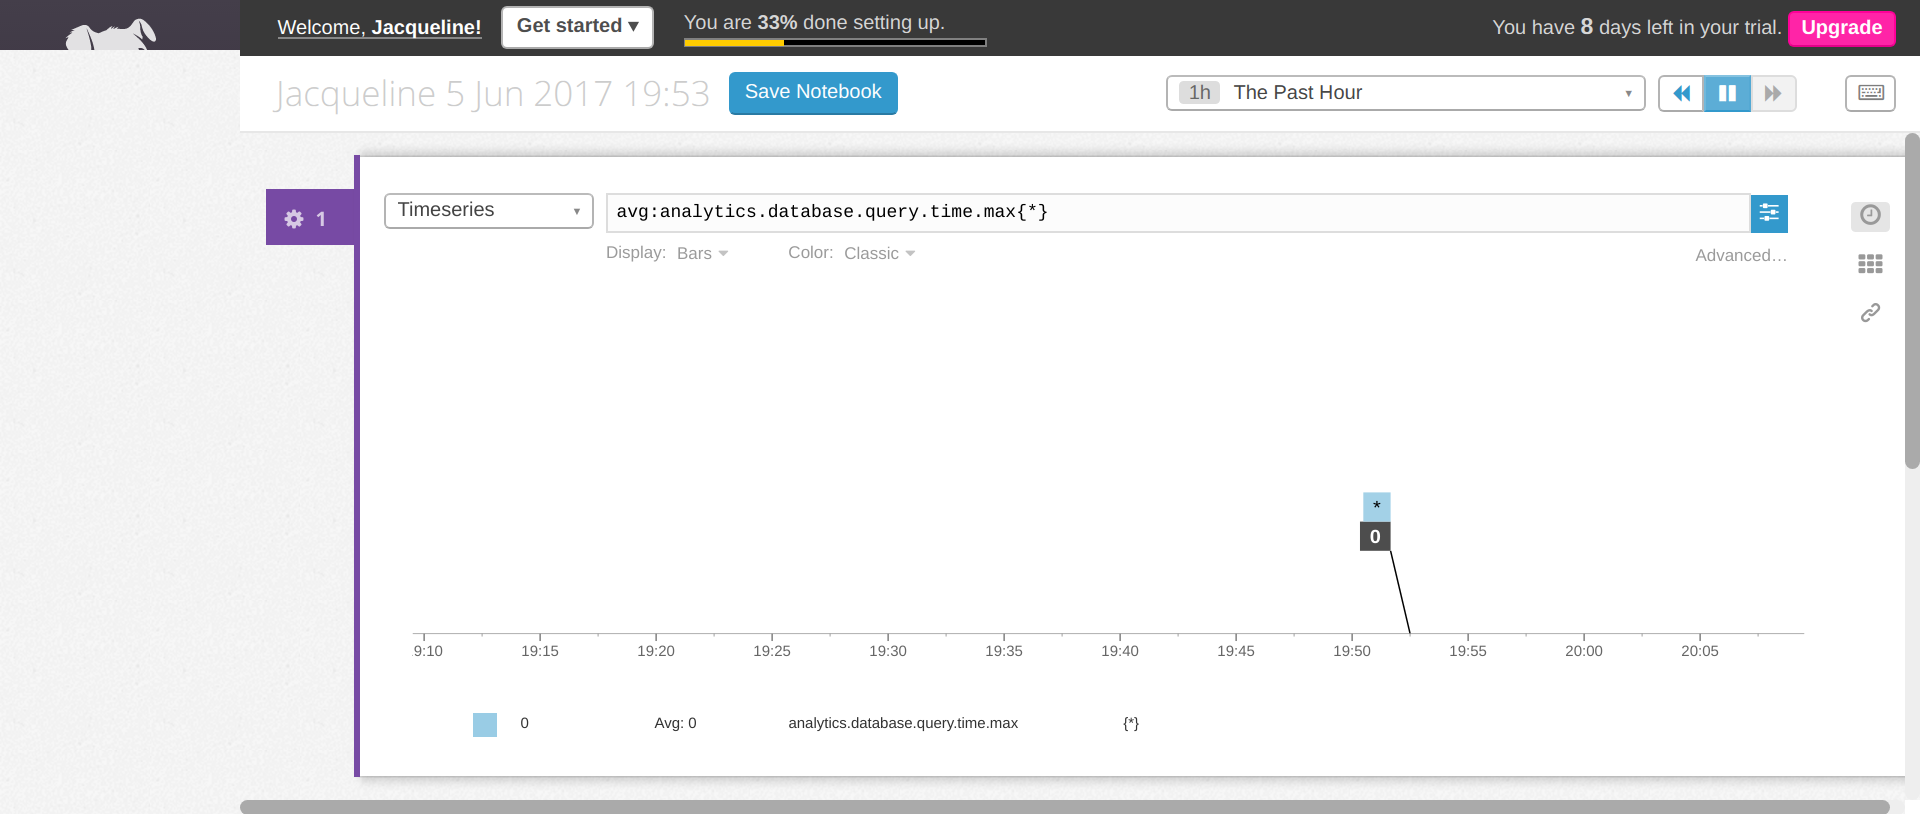 Welcome, Jacqueline!
Get started ▾
You are 33% done setting up.
You have 8 days left in your trial.
Upgrade
Jacqueline 5 Jun 2017 19:53
Save Notebook
1h The Past Hour
1
Timeseries
avg:analytics.database.query.time.max{*}
Display: Bars
Color: Classic
Advanced…
*
0
9:10 19:15 19:20 19:25 19:30 19:35 19:40 19:45 19:50 19:55 20:00 20:05
0 Avg: 0 analytics.database.query.time.max {*}